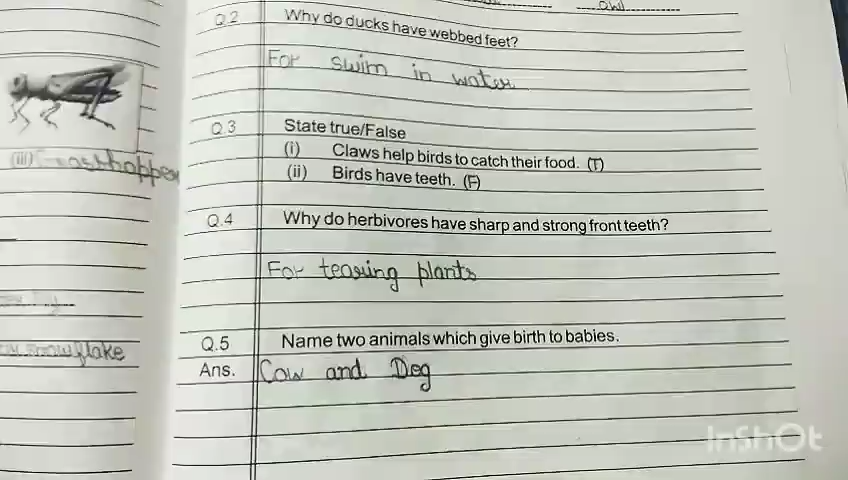 owl
Q.2 Why do ducks have webbed feet?
For swim in water
Q.3 State true/False
(i) Claws help birds to catch their food. (T)
(ii) Birds have teeth. (F)
Q.4 Why do herbivores have sharp and strong front teeth?
For tearing plants
Q.5 Name two animals which give birth to babies.
Ans. Cow and Dog
(iii) Grasshopper
snowflake
InShOt